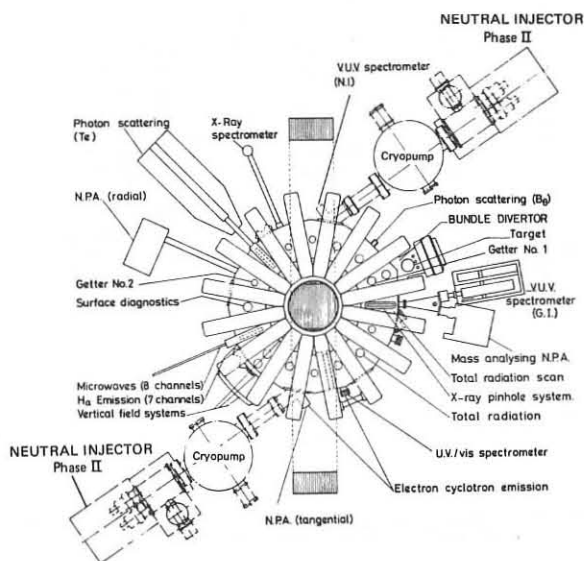 NEUTRAL INJECTOR
Phase II
V.U.V spectrometer
(N.I)
X-Ray
spectrometer
Photon scattering
(Te)
Cryopump
N.P.A. (radial)
Photon scattering (Bθ)
BUNDLE DIVERTOR
Target
Getter No. 1
Getter No.2
Surface diagnostics
V.U.V.
spectrometer
(G.I.)
Mass analysing N.P.A.
Total radiation scan
X-ray pinhole system.
Total radiation
Microwaves (8 channels)
Hα Emission (7 channels)
Vertical field systems
U.V./vis spectrometer
NEUTRAL INJECTOR
Phase II
Cryopump
Electron cyclotron emission
N.P.A. (tangential)